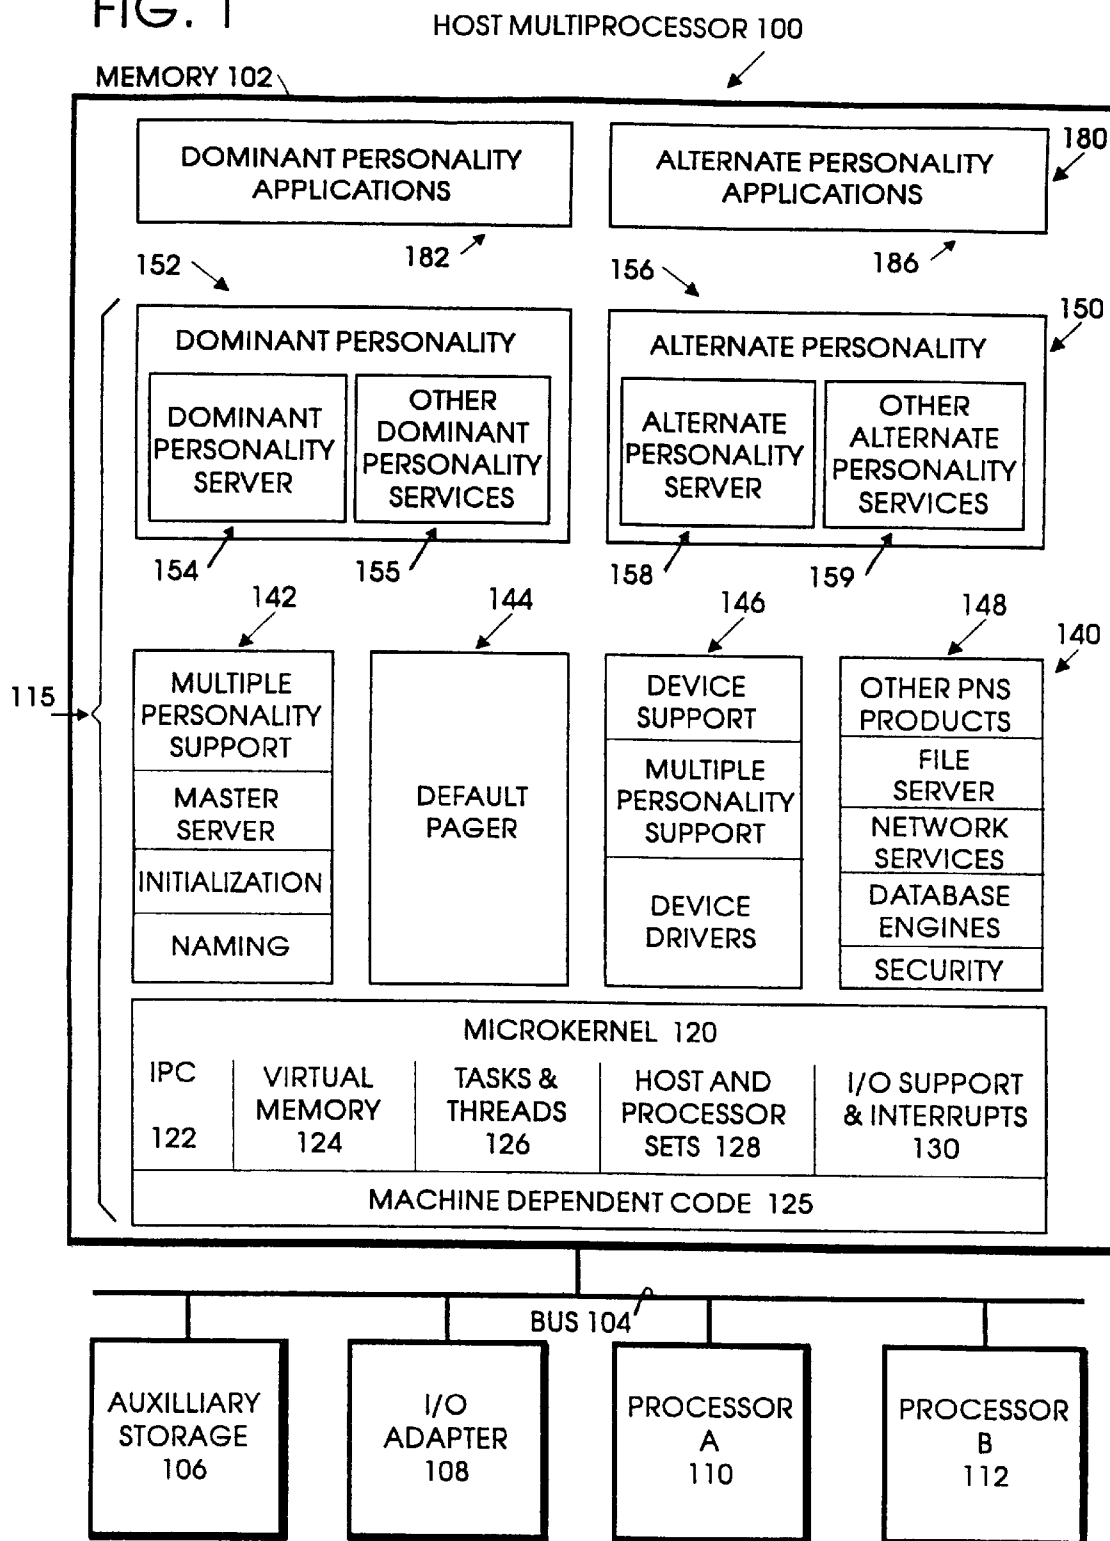 FIG. 1
HOST MULTIPROCESSOR 100
MEMORY 102
DOMINANT PERSONALITY
APPLICATIONS
ALTERNATE PERSONALITY
APPLICATIONS
180
182
186
152
156
150
DOMINANT PERSONALITY
DOMINANT
PERSONALITY
SERVER
OTHER
DOMINANT
PERSONALITY
SERVICES
ALTERNATE PERSONALITY
ALTERNATE
PERSONALITY
SERVER
OTHER
ALTERNATE
PERSONALITY
SERVICES
154
155
158
159
142
144
146
148
140
115
MULTIPLE
PERSONALITY
SUPPORT
MASTER
SERVER
INITIALIZATION
NAMING
DEFAULT
PAGER
DEVICE
SUPPORT
MULTIPLE
PERSONALITY
SUPPORT
DEVICE
DRIVERS
OTHER PNS
PRODUCTS
FILE
SERVER
NETWORK
SERVICES
DATABASE
ENGINES
SECURITY
MICROKERNEL 120
IPC
122
VIRTUAL
MEMORY
124
TASKS &
THREADS
126
HOST AND
PROCESSOR
SETS 128
I/O SUPPORT
& INTERRUPTS
130
MACHINE DEPENDENT CODE 125
BUS 104
AUXILLIARY
STORAGE
106
I/O
ADAPTER
108
PROCESSOR
A
110
PROCESSOR
B
112